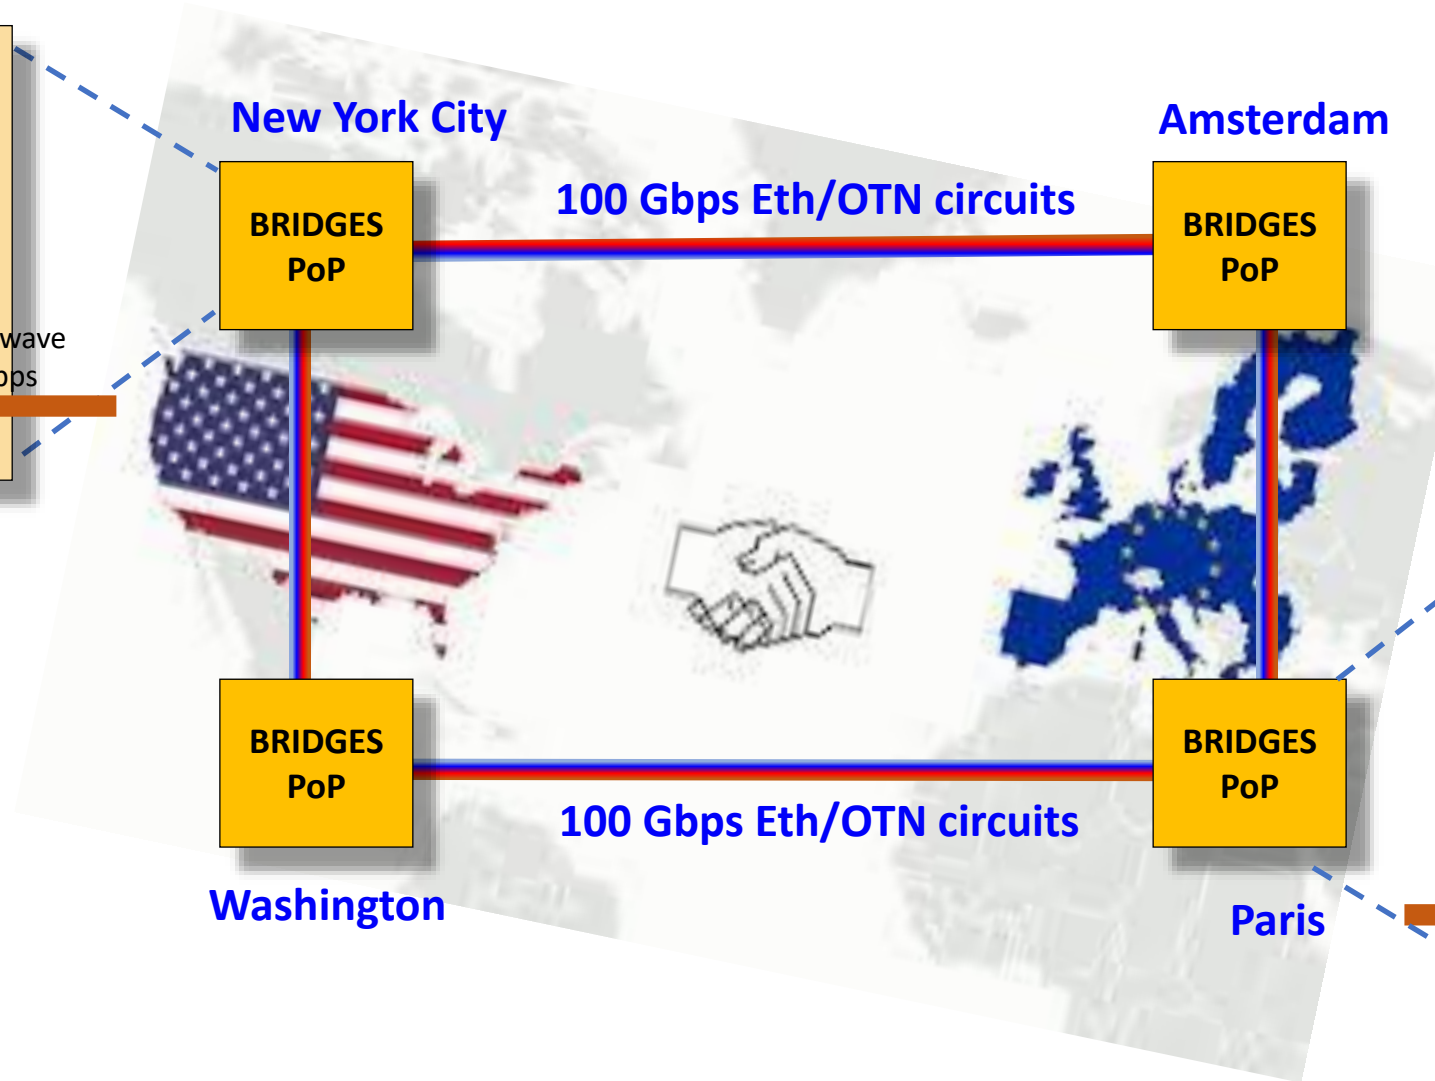 New York City
Amsterdam
100 Gbps Eth/OTN circuits
BRIDGES
PoP
BRIDGES
PoP
wave
BRIDGES
PoP
BRIDGES
PoP
100 Gbps Eth/OTN circuits
Washington
Paris